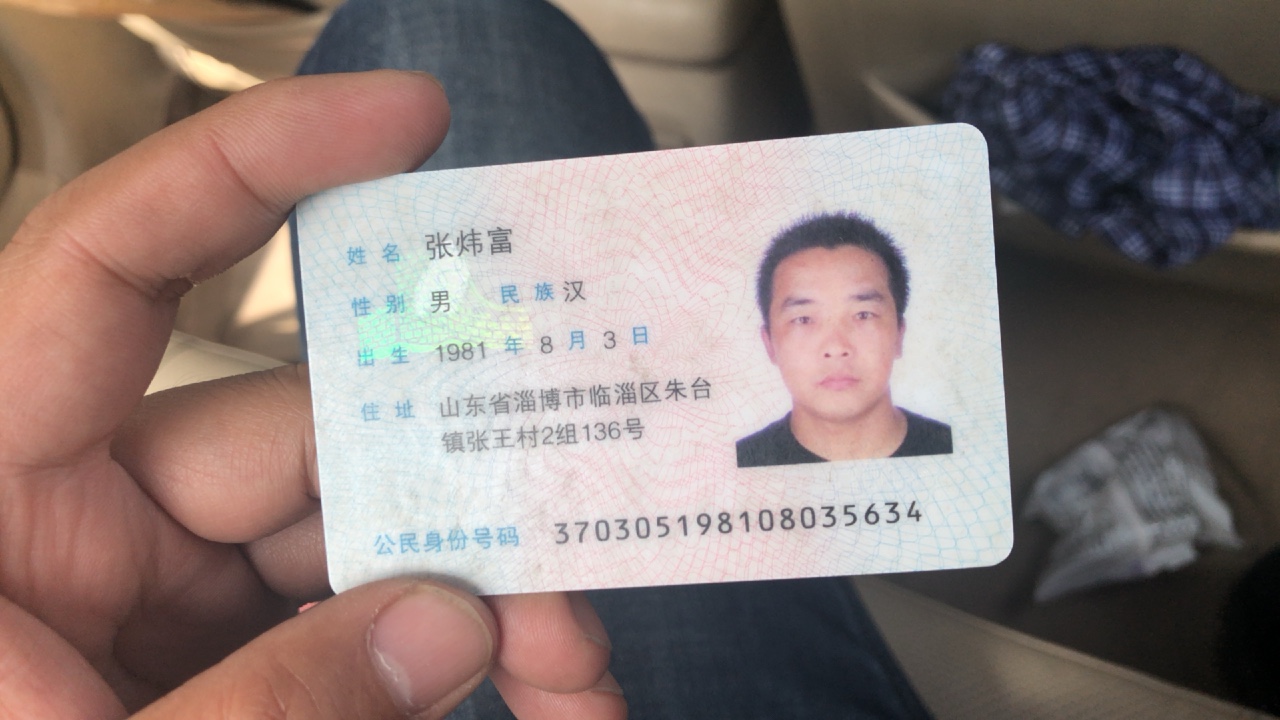 姓名 张炜富
性别 男 民族 汉
出生 1981 年 8 月 3 日
住址 山东省淄博市临淄区朱台
镇张王村2组136号
公民身份号码 370305198108035634